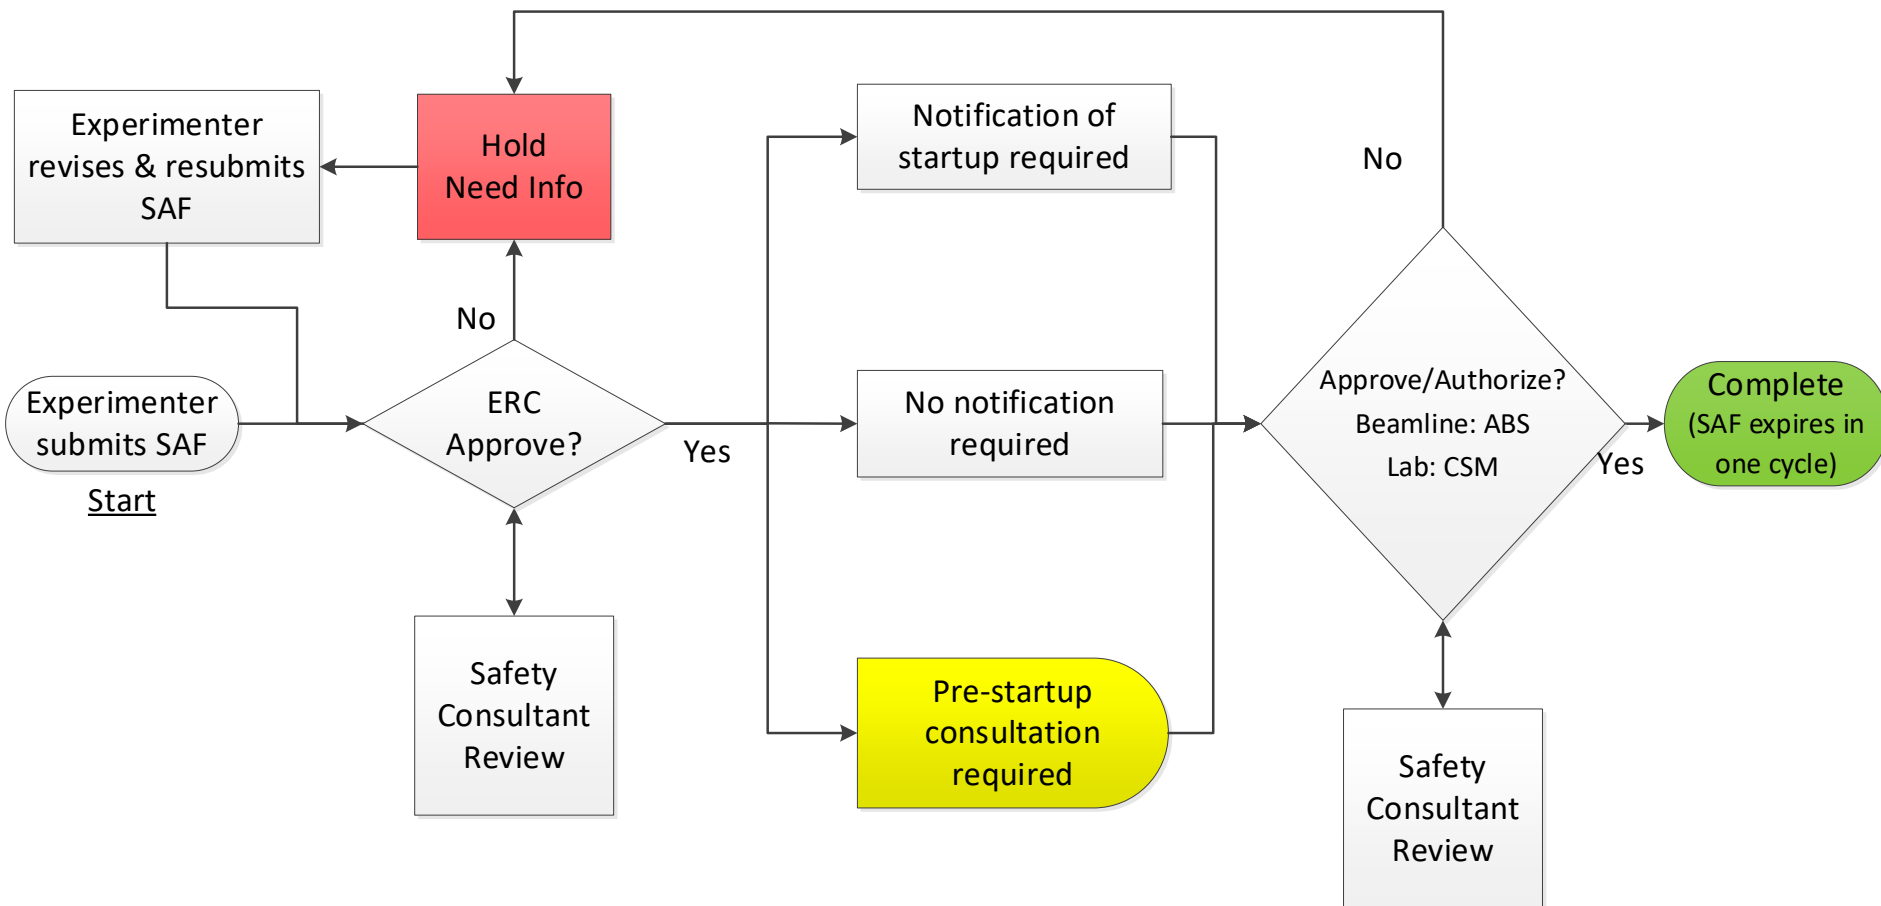 Experimenter
revises & resubmits
SAF
Hold
Need Info
Notification of
startup required
No
No
Experimenter
submits SAF
Start
ERC
Approve?
Yes
No notification
required
Approve/Authorize?
Beamline: ABS
Lab: CSM
Yes
Complete
(SAF expires in
one cycle)
Safety
Consultant
Review
Pre-startup
consultation
required
Safety
Consultant
Review